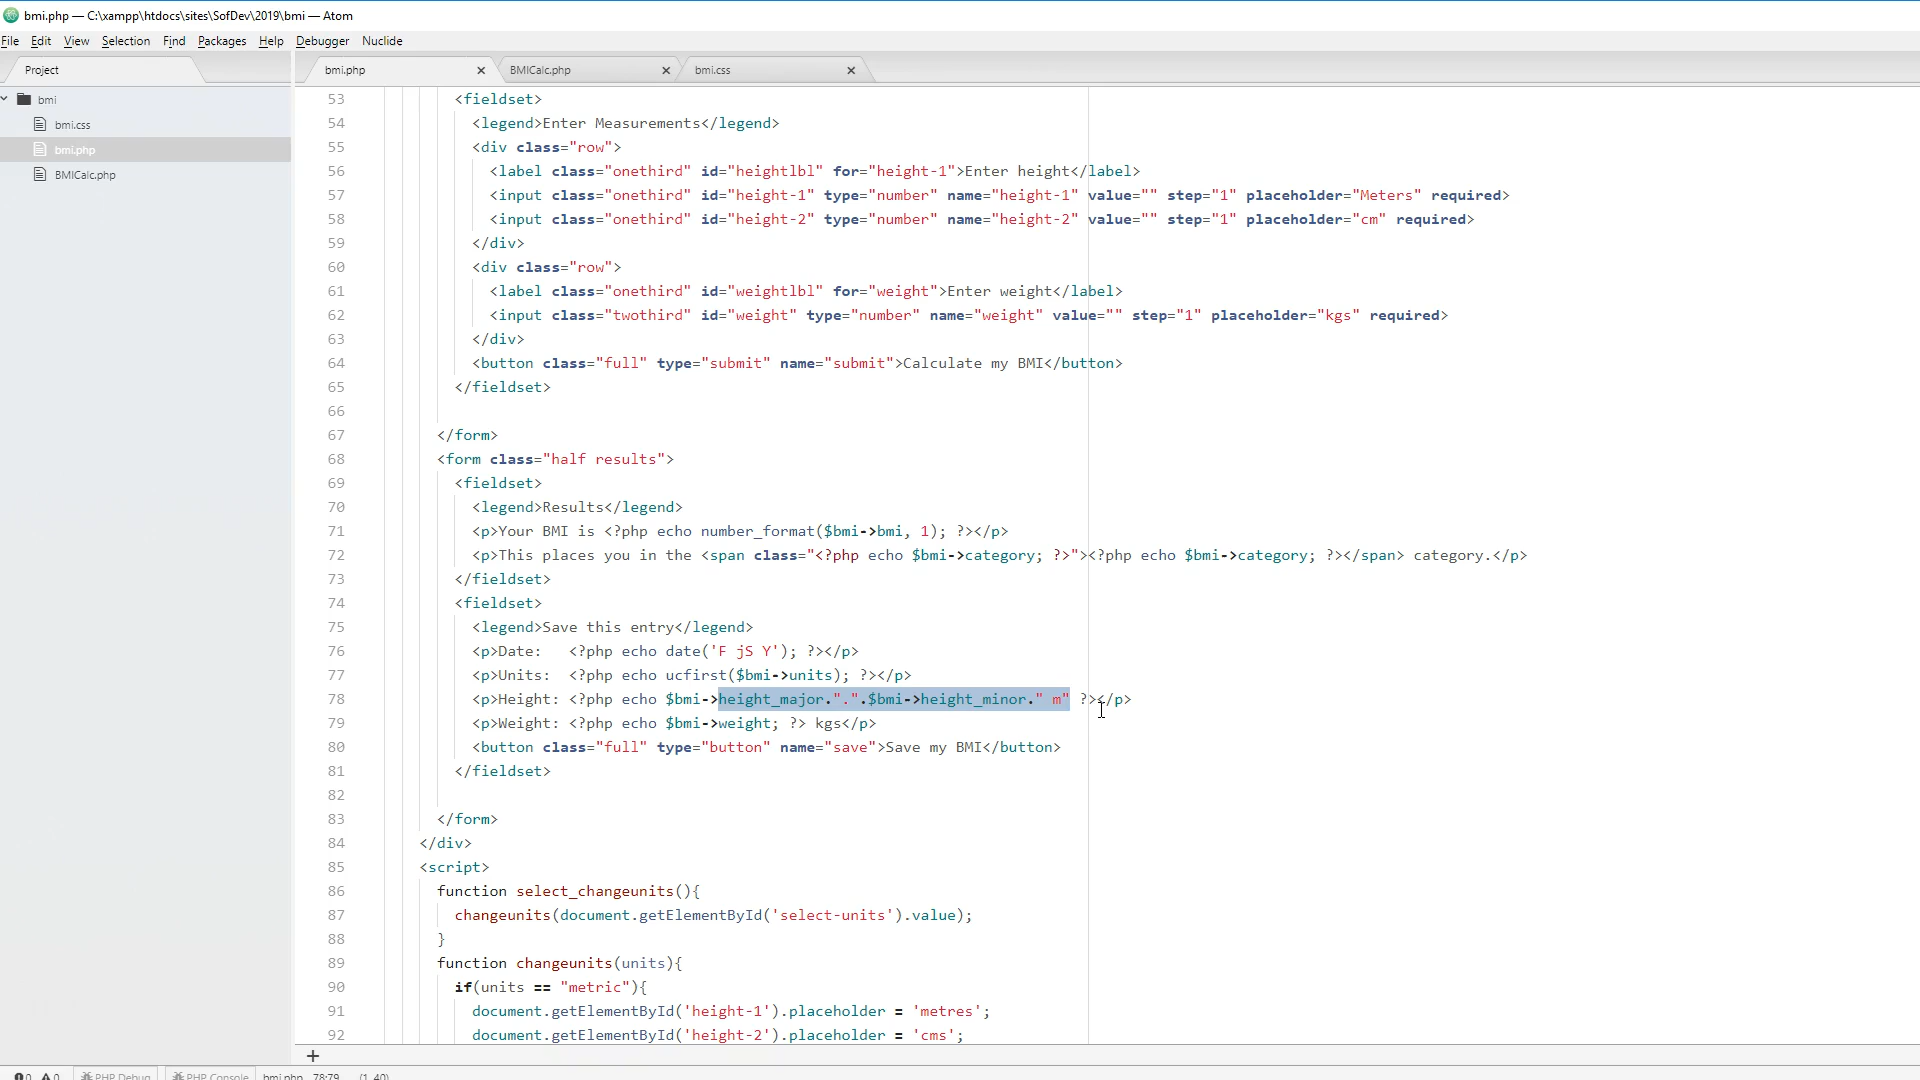 bmi.php — C:\xampp\htdocs\sites\SofDev\2019\bmi — Atom
File Edit View Selection Find Packages Help Debugger Nuclide
Project
bmi.php
BMICalc.php
bmi.css
bmi
bmi.css
bmi.php
BMICalc.php
53 <fieldset>
54 <legend>Enter Measurements</legend>
55 <div class="row">
56 <label class="onethird" id="heightlbl" for="height-1">Enter height</label>
57 <input class="onethird" id="height-1" type="number" name="height-1" value="" step="1" placeholder="Meters" required>
58 <input class="onethird" id="height-2" type="number" name="height-2" value="" step="1" placeholder="cm" required>
59 </div>
60 <div class="row">
61 <label class="onethird" id="weightlbl" for="weight">Enter weight</label>
62 <input class="twothird" id="weight" type="number" name="weight" value="" step="1" placeholder="kgs" required>
63 </div>
64 <button class="full" type="submit" name="submit">Calculate my BMI</button>
65 </fieldset>
66
67 </form>
68 <form class="half results">
69 <fieldset>
70 <legend>Results</legend>
71 <p>Your BMI is <?php echo number_format($bmi->bmi, 1); ?></p>
72 <p>This places you in the <span class="<?php echo $bmi->category; ?>"><?php echo $bmi->category; ?></span> category.</p>
73 </fieldset>
74 <fieldset>
75 <legend>Save this entry</legend>
76 <p>Date: <?php echo date('F jS Y'); ?></p>
77 <p>Units: <?php echo ucfirst($bmi->units); ?></p>
78 <p>Height: <?php echo $bmi->height_major.".".$bmi->height_minor." m" ?></p>
79 <p>Weight: <?php echo $bmi->weight; ?> kgs</p>
80 <button class="full" type="button" name="save">Save my BMI</button>
81 </fieldset>
82
83 </form>
84 </div>
85 <script>
86 function select_changeunits(){
87 changeunits(document.getElementById('select-units').value);
88 }
89 function changeunits(units){
90 if(units == "metric"){
91 document.getElementById('height-1').placeholder = 'metres';
92 document.getElementById('height-2').placeholder = 'cms';
+
0 0 PHP Debug PHP Console bmi.php 78:79 (1, 40)